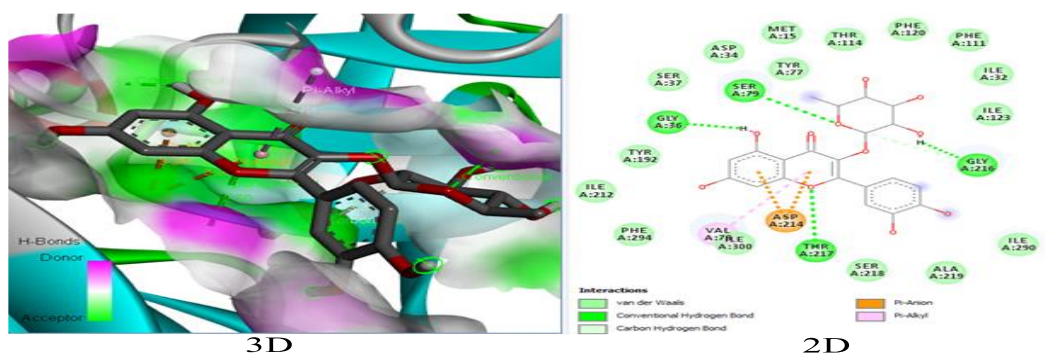 Pi-Alkyl
H-Bonds
Donor
Acceptor
3D
MET
A:15
THR
A:114
PHE
A:120
PHE
A:111
ASP
A:34
TYR
A:77
ILE
A:32
SER
A:37
SER
A:79
ILE
A:123
GLY
A:36
H
H
GLY
A:216
TYR
A:192
ILE
A:212
ASP
A:214
PHE
A:294
VAL
ILE
A:300
THR
A:217
SER
A:218
ALA
A:219
ILE
A:290
Interactions
van der Waals
Conventional Hydrogen Bond
Carbon Hydrogen Bond
Pi-Anion
Pi-Alkyl
2D